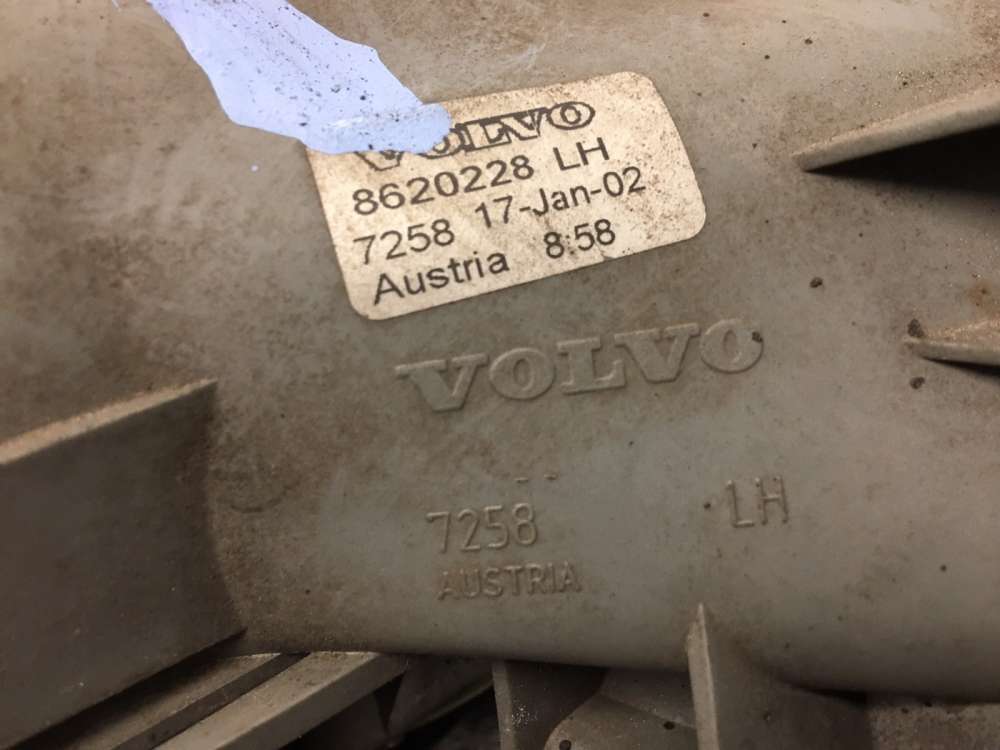 VOLVO
8620228 LH
7258 17-Jan-02
Austria 8:58
VOLVO
7258 LH
AUSTRIA